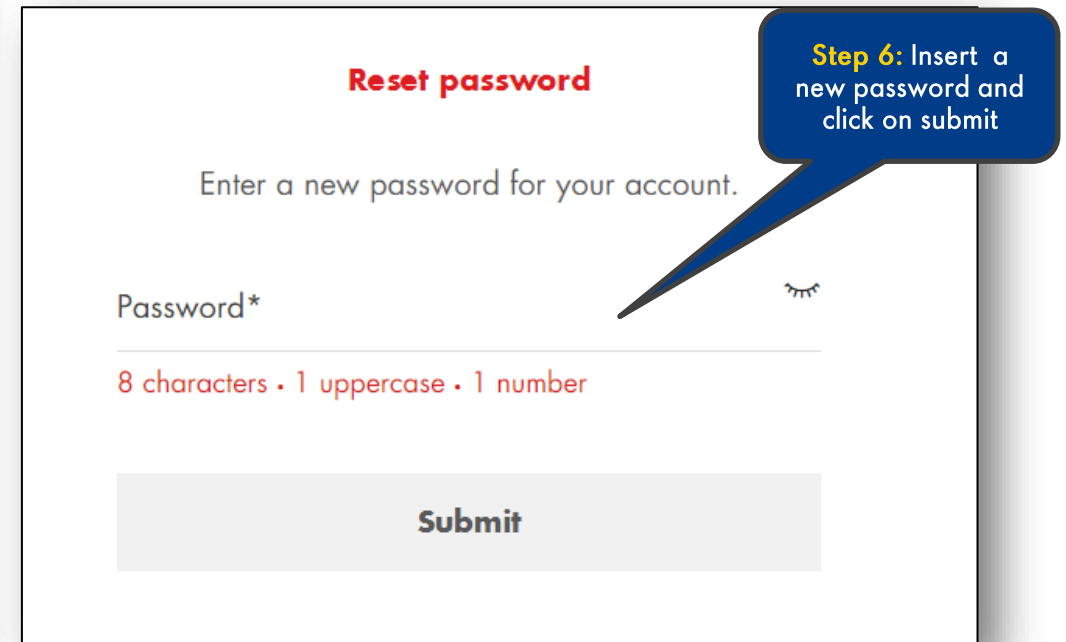 Reset password
Step 6: Insert a
new password and
click on submit
Enter a new password for your account.
Password*
8 characters • 1 uppercase • 1 number
Submit